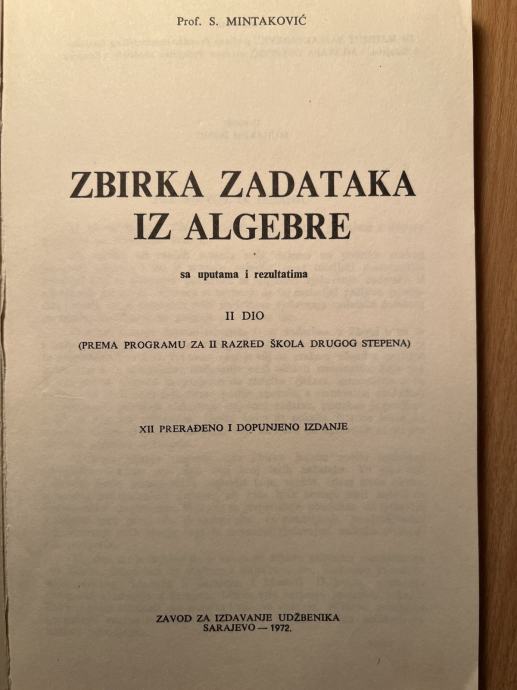 Prof. S. MINTAKOVIĆ
ZBIRKA ZADATAKA
IZ ALGEBRE
sa uputama i rezultatima
II DIO
(PREMA PROGRAMU ZA II RAZRED ŠKOLA DRUGOG STEPENA)
XII PRERAĐENO I DOPUNJENO IZDANJE
ZAVOD ZA IZDAVANJE UDŽBENIKA
SARAJEVO — 1972.